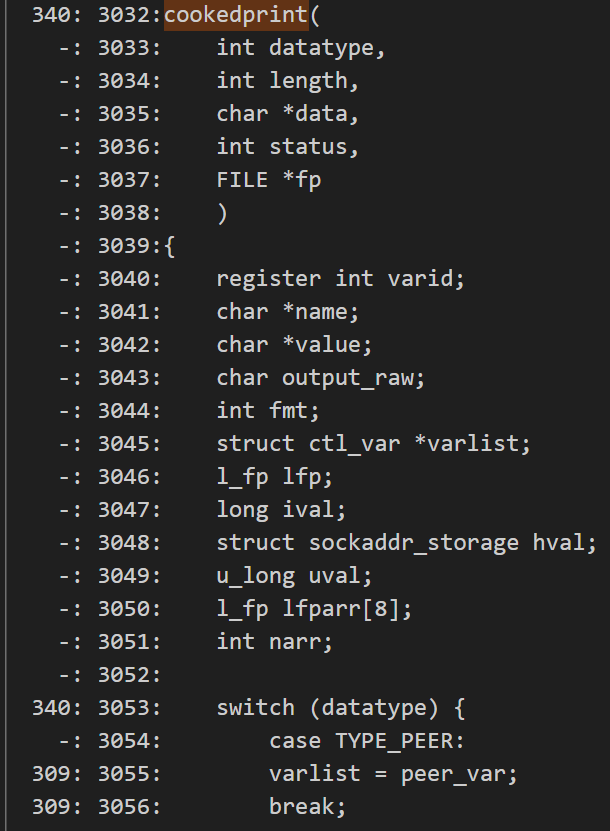 340: 3032:cookedprint(
-: 3033:    int datatype,
-: 3034:    int length,
-: 3035:    char *data,
-: 3036:    int status,
-: 3037:    FILE *fp
-: 3038:    )
-: 3039:{
-: 3040:    register int varid;
-: 3041:    char *name;
-: 3042:    char *value;
-: 3043:    char output_raw;
-: 3044:    int fmt;
-: 3045:    struct ctl_var *varlist;
-: 3046:    l_fp lfp;
-: 3047:    long ival;
-: 3048:    struct sockaddr_storage hval;
-: 3049:    u_long uval;
-: 3050:    l_fp lfparr[8];
-: 3051:    int narr;
-: 3052:
340: 3053:    switch (datatype) {
-: 3054:        case TYPE_PEER:
309: 3055:        varlist = peer_var;
309: 3056:        break;